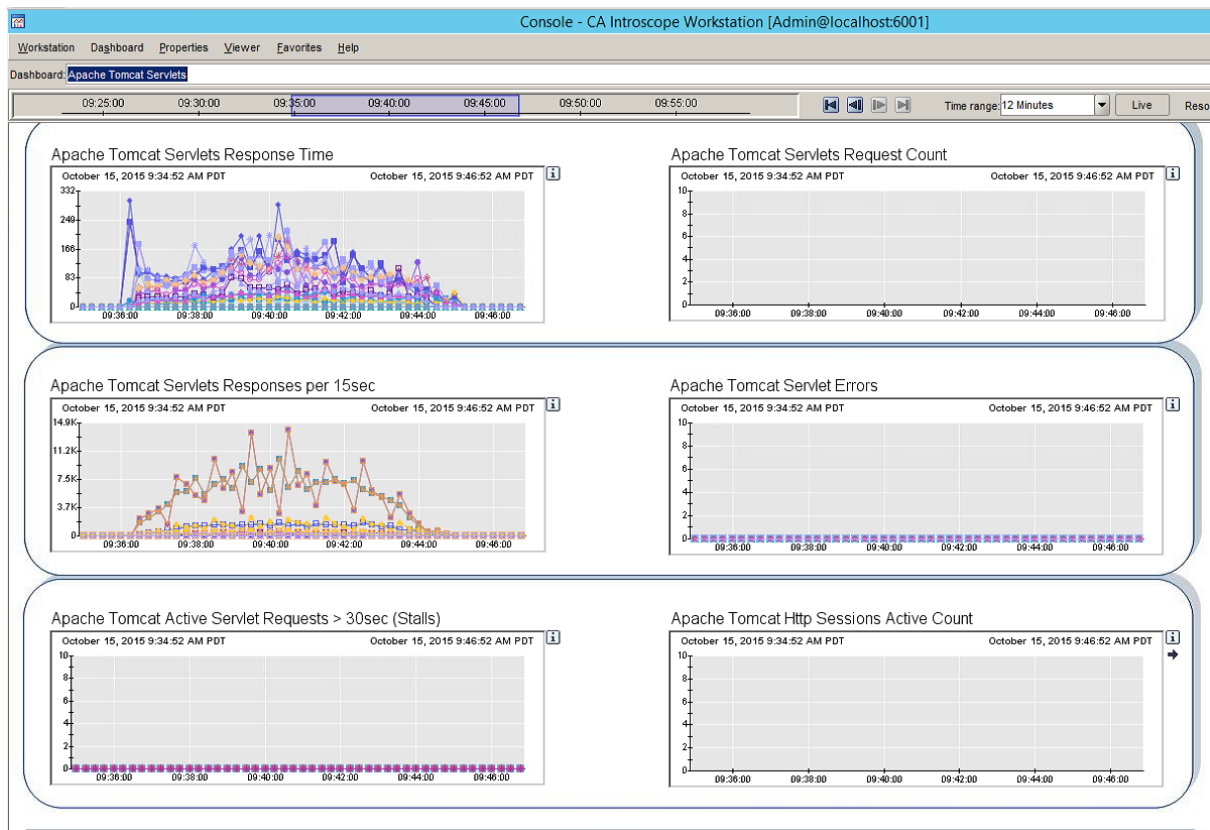 Console - CA Introscope Workstation [Admin@localhost:6001]
Workstation Dashboard Properties Viewer Favorites Help
Dashboard: Apache Tomcat Servlets
09:25:00 09:30:00 09:35:00 09:40:00 09:45:00 09:50:00 09:55:00 Time range: 12 Minutes Live Reso
Apache Tomcat Servlets Response Time
October 15, 2015 9:34:52 AM PDT October 15, 2015 9:46:52 AM PDT
332
249
166
83
0
09:36:00 09:38:00 09:40:00 09:42:00 09:44:00 09:46:00
Apache Tomcat Servlets Request Count
October 15, 2015 9:34:52 AM PDT October 15, 2015 9:46:52 AM PDT
10
8
6
4
2
0
09:36:00 09:38:00 09:40:00 09:42:00 09:44:00 09:46:00
Apache Tomcat Servlets Responses per 15sec
October 15, 2015 9:34:52 AM PDT October 15, 2015 9:46:52 AM PDT
14.9K
11.2K
7.5K
3.7K
0
09:36:00 09:38:00 09:40:00 09:42:00 09:44:00 09:46:00
Apache Tomcat Servlet Errors
October 15, 2015 9:34:52 AM PDT October 15, 2015 9:46:52 AM PDT
10
8
6
4
2
0
09:36:00 09:38:00 09:40:00 09:42:00 09:44:00 09:46:00
Apache Tomcat Active Servlet Requests > 30sec (Stalls)
October 15, 2015 9:34:52 AM PDT October 15, 2015 9:46:52 AM PDT
10
8
6
4
2
0
09:36:00 09:38:00 09:40:00 09:42:00 09:44:00 09:46:00
Apache Tomcat Http Sessions Active Count
October 15, 2015 9:34:52 AM PDT October 15, 2015 9:46:52 AM PDT
10
8
6
4
2
0
09:36:00 09:38:00 09:40:00 09:42:00 09:44:00 09:46:00